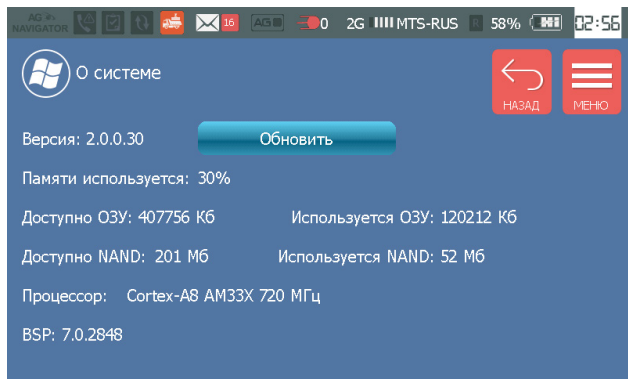 AG NAVIGATOR 16 AG 0 2G MTS-RUS R 58% 02:56
О системе
НАЗАД МЕНЮ
Версия: 2.0.0.30 Обновить
Памяти используется: 30%
Доступно ОЗУ: 407756 Кб Используется ОЗУ: 120212 Кб
Доступно NAND: 201 Мб Используется NAND: 52 Мб
Процессор: Cortex-A8 AM33X 720 МГц
BSP: 7.0.2848